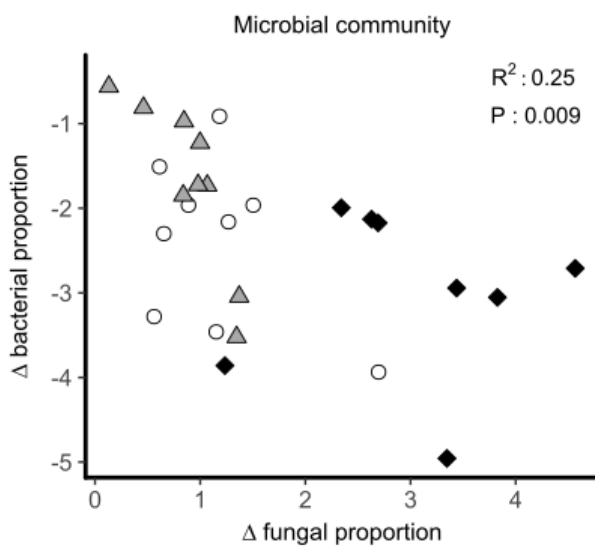 Microbial community
R²: 0.25
P : 0.009
-1
-2
-3
-4
-5
Δ bacterial proportion
0 1 2 3 4
Δ fungal proportion